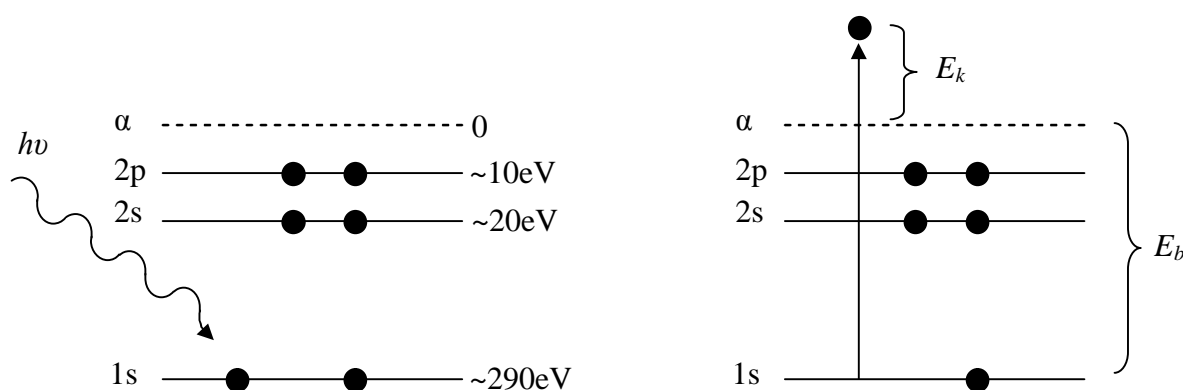 E_k
α 0 α
hυ
2p ~10eV 2p
2s ~20eV 2s
E_b
1s ~290eV 1s